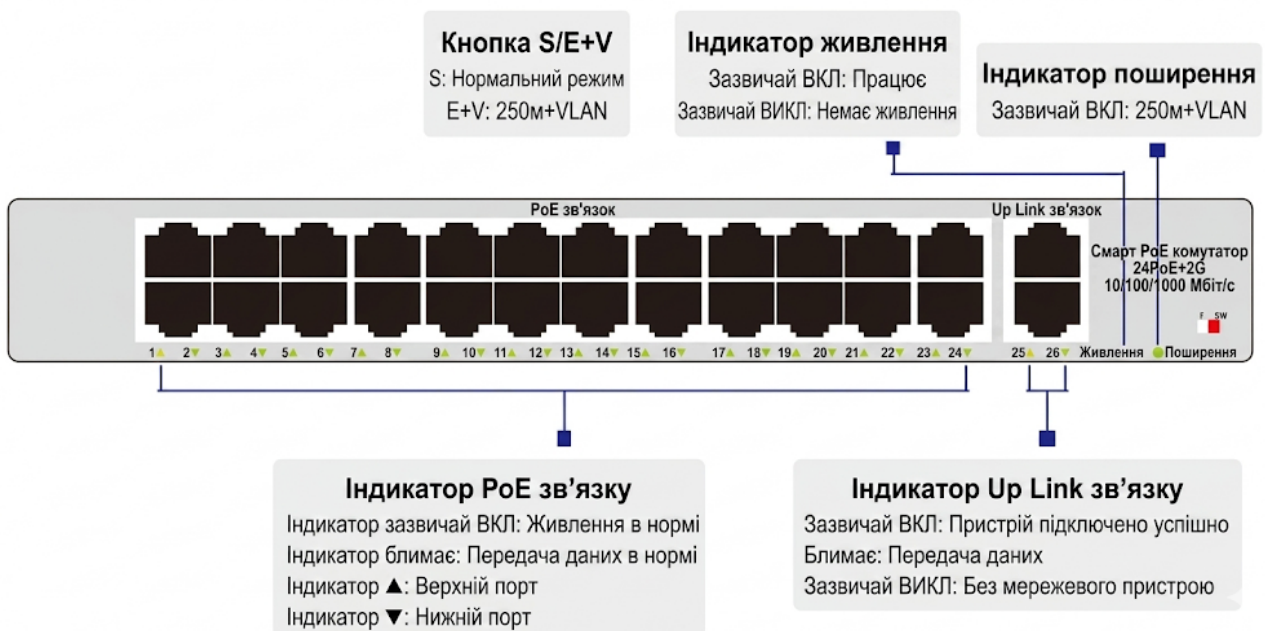 Кнопка S/E+V
S: Нормальний режим
E+V: 250м+VLAN
Індикатор живлення
Зазвичай ВКЛ: Працює
Зазвичай ВИКЛ: Немає живлення
Індикатор поширення
Зазвичай ВКЛ: 250м+VLAN
PoE зв'язок
Up Link зв'язок
Смарт PoE комутатор
24PoE+2G
10/100/1000 Мбіт/с
F SW
1▲ 2▼ 3▲ 4▼ 5▲ 6▼ 7▲ 8▼ 9▲ 10▼ 11▲ 12▼ 13▲ 14▼ 15▲ 16▼ 17▲ 18▼ 19▲ 20▼ 21▲ 22▼ 23▲ 24▼ 25▲ 26▼ Живлення Поширення
Індикатор PoE зв’язку
Індикатор зазвичай ВКЛ: Живлення в нормі
Індикатор блимає: Передача даних в нормі
Індикатор ▲: Верхній порт
Індикатор ▼: Нижній порт
Індикатор Up Link зв’язку
Зазвичай ВКЛ: Пристрій підключено успішно
Блимає: Передача даних
Зазвичай ВИКЛ: Без мережевого пристрою